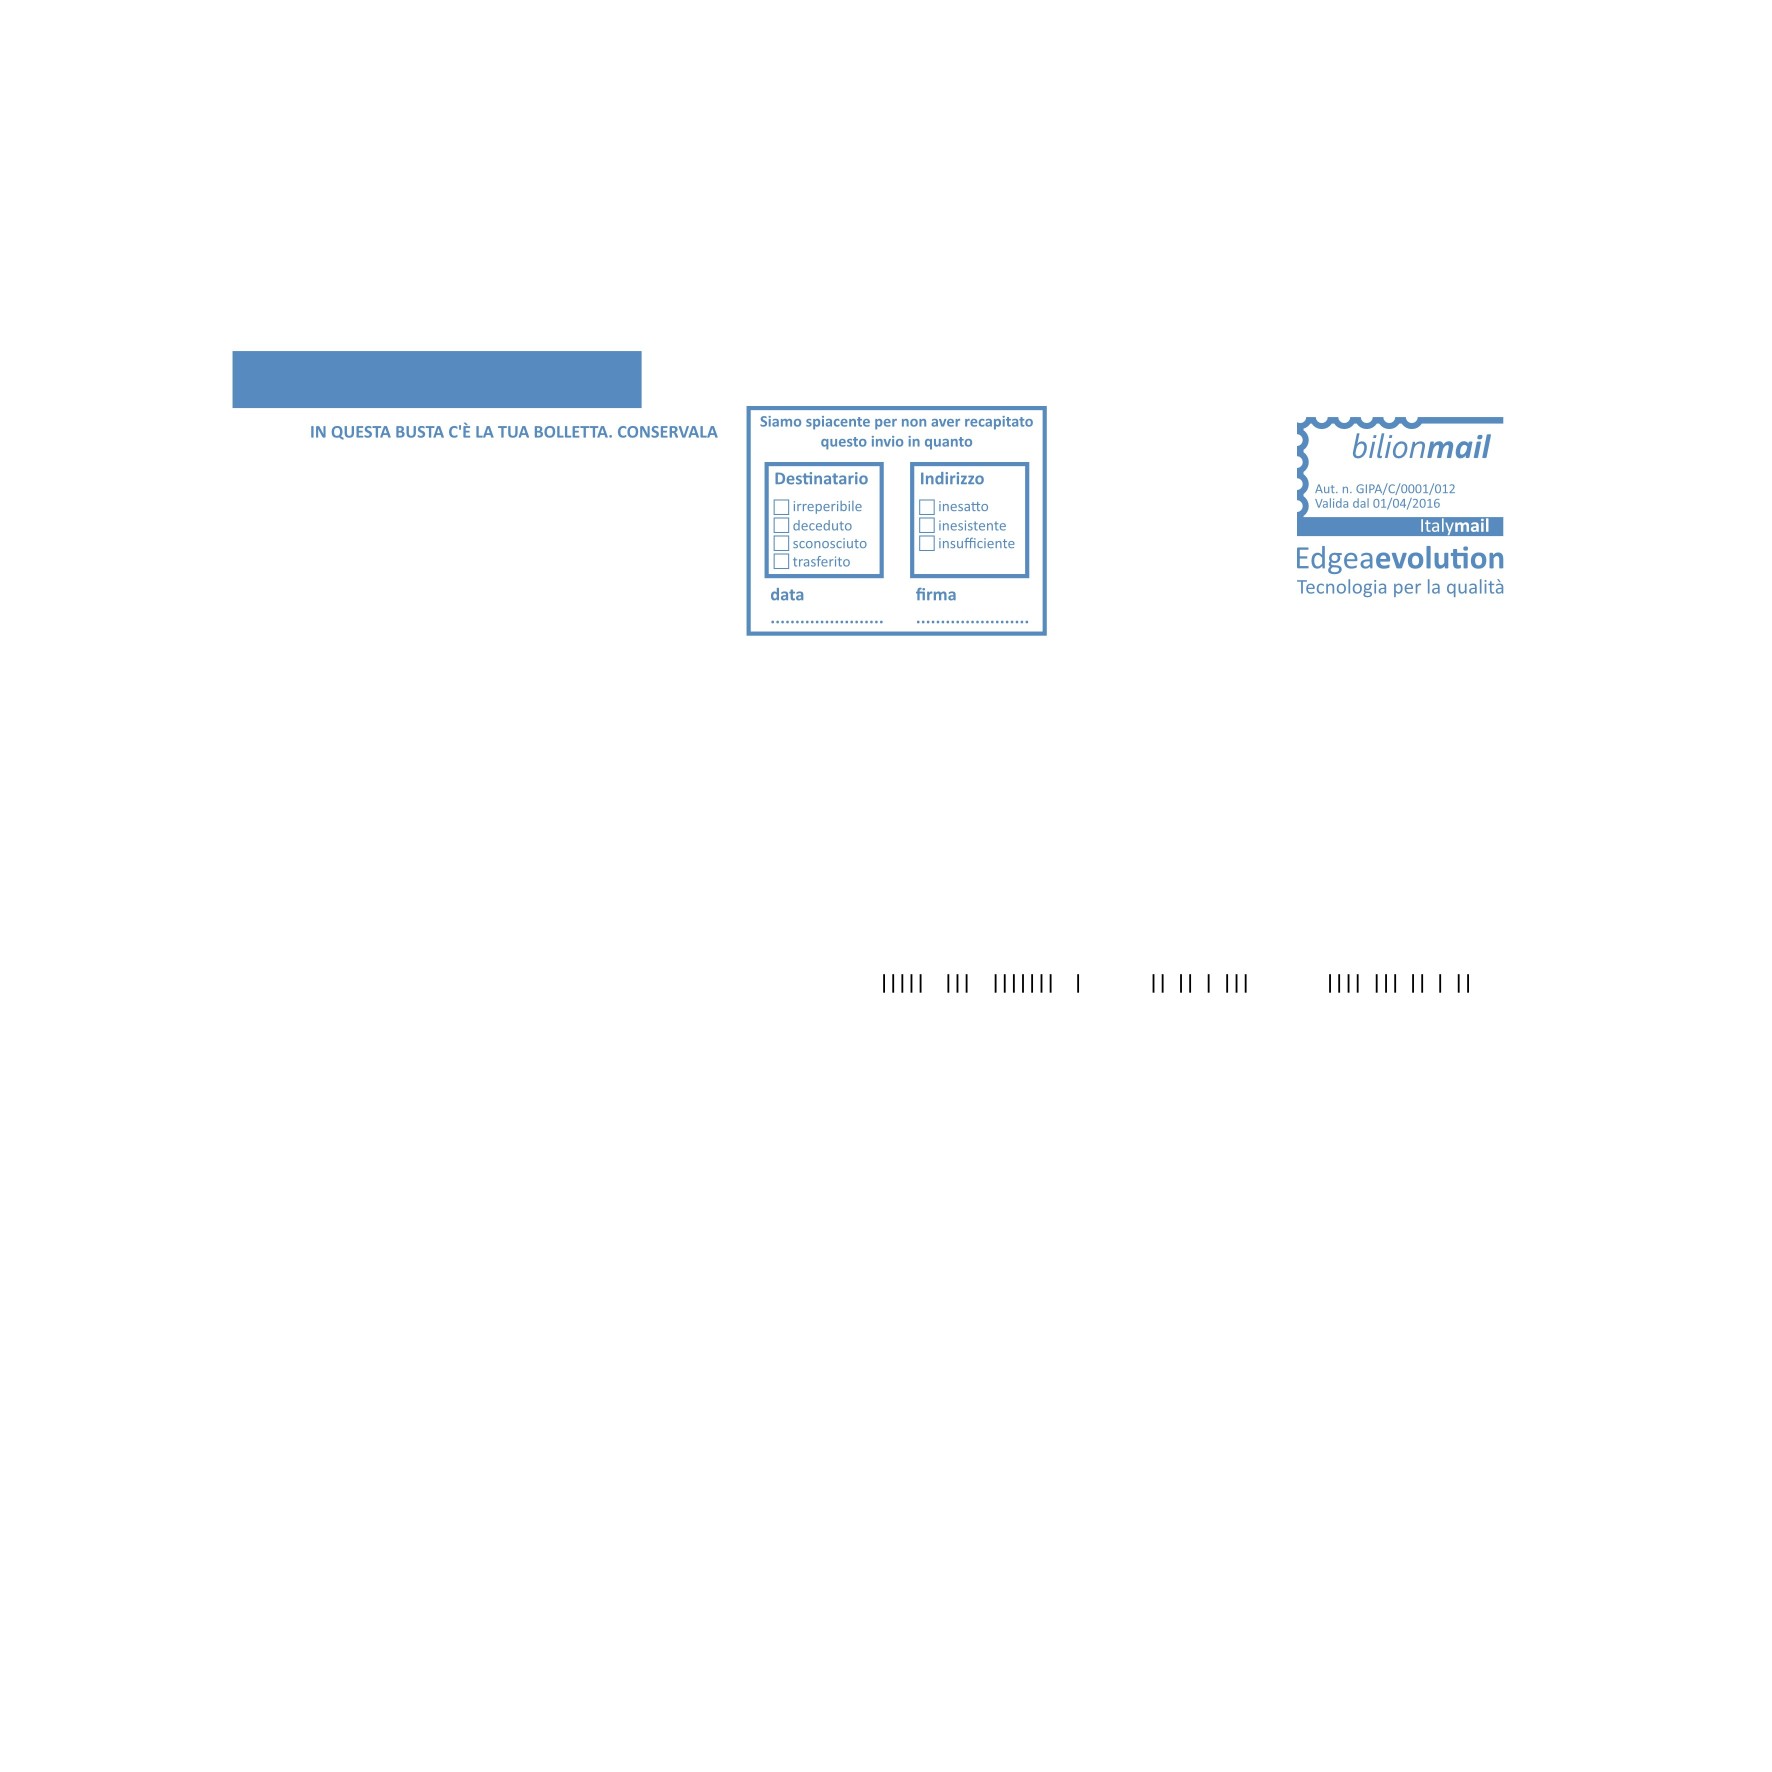 IN QUESTA BUSTA C'È LA TUA BOLLETTA. CONSERVALA
Siamo spiacente per non aver recapitato
questo invio in quanto
Destinatario
irreperibile
deceduto
sconosciuto
trasferito
Indirizzo
inesatto
inesistente
insufficiente
data
firma
bilionmail
Aut. n. GIPA/C/0001/012
Valida dal 01/04/2016
Italymail
Edgeaevolution
Tecnologia per la qualità